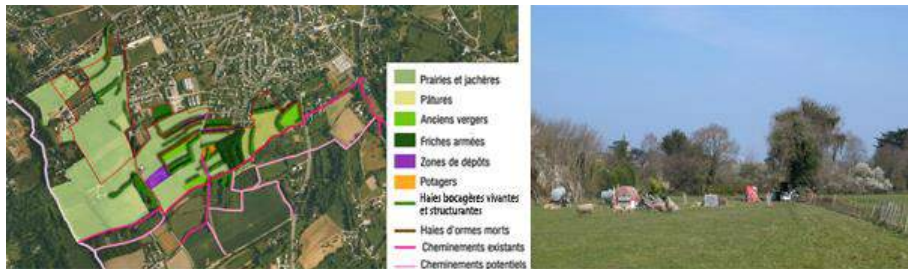 Prairies et jachères
Pâtures
Anciens vergers
Friches armées
Zones de dépôts
Potagers
Haies bocagères vivantes
et structurantes
Haies d'ormes morts
Cheminements existants
Cheminements potentiels